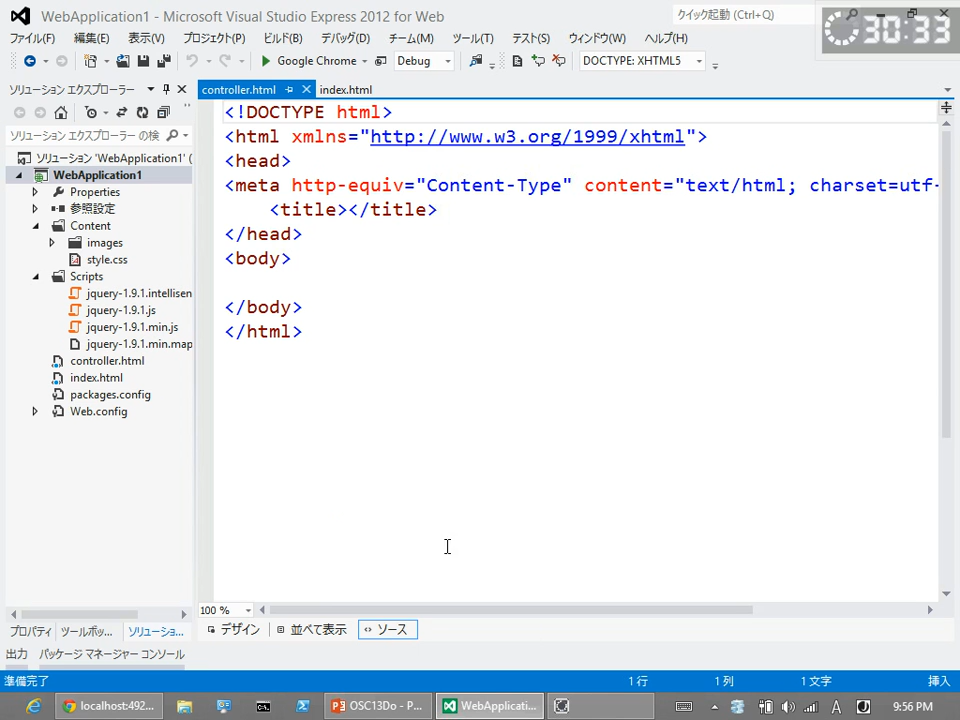 WebApplication1 - Microsoft Visual Studio Express 2012 for Web
クイック起動 (Ctrl+Q)
30:33
ファイル(F) 編集(E) 表示(V) プロジェクト(P) ビルド(B) デバッグ(D) チーム(M) ツール(T) テスト(S) ウィンドウ(W) ヘルプ(H)
Google Chrome Debug DOCTYPE: XHTML5
ソリューション エクスプローラー
controller.html index.html
ソリューション エクスプローラー の検
ソリューション 'WebApplication1' (
WebApplication1
Properties
参照設定
Content
images
style.css
Scripts
jquery-1.9.1.intellisen
jquery-1.9.1.js
jquery-1.9.1.min.js
jquery-1.9.1.min.map
controller.html
index.html
packages.config
Web.config
<!DOCTYPE html>
<html xmlns="http://www.w3.org/1999/xhtml">
<head>
<meta http-equiv="Content-Type" content="text/html; charset=utf-
<title></title>
</head>
<body>
</body>
</html>
100 %
デザイン 並べて表示 ソース
プロパティ ツールボッ... ソリューショ...
出力 パッケージ マネージャー コンソール
準備完了 1 行 1 列 1 文字 挿入
localhost:492... OSC13Do - P... WebApplicati... A 9:56 PM